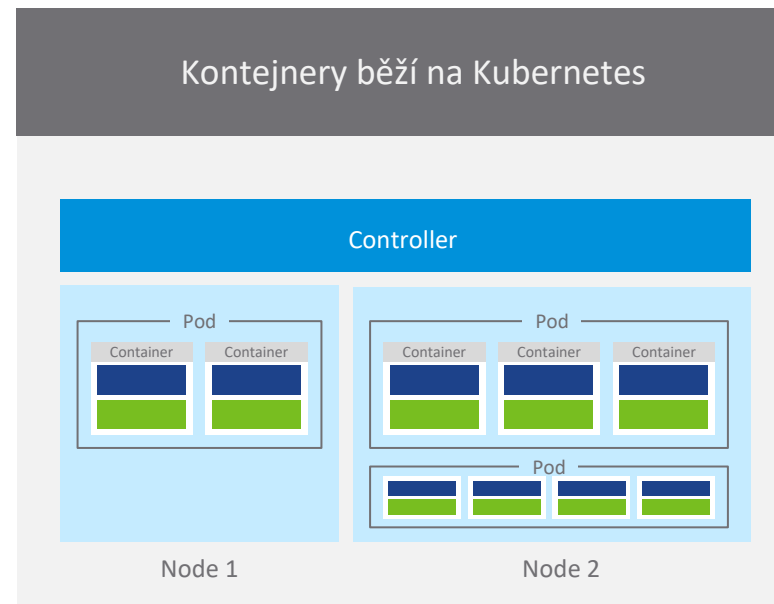 Kontejnery běží na Kubernetes
Controller
Pod
Container Container
Pod
Container Container Container
Pod
Node 1
Node 2